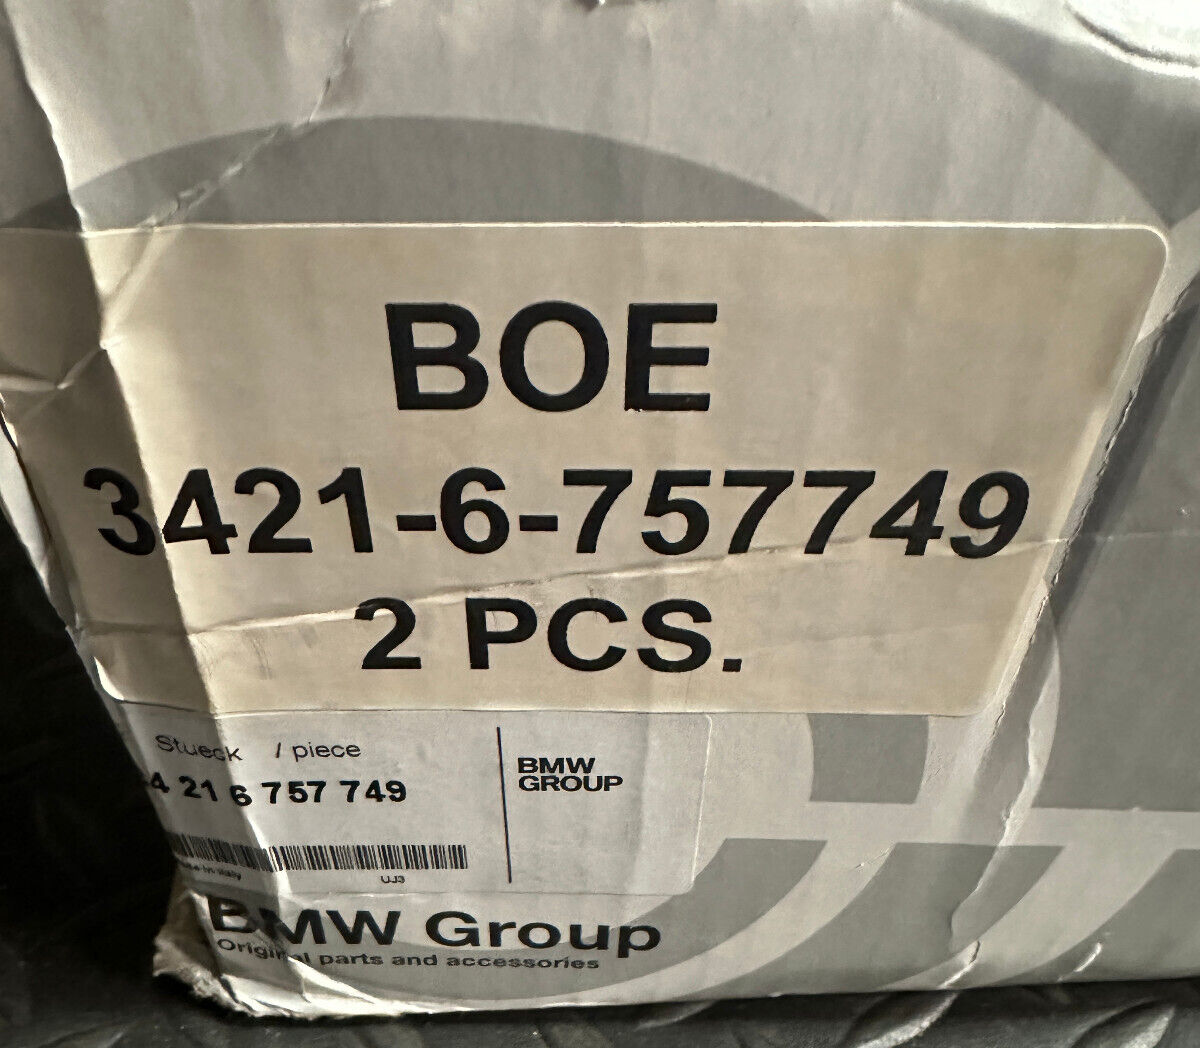 BOE
3421-6-757749
2 PCS.
Stueck / piece
4 21 6 757 749
BMW
GROUP
UJ3
BMW Group
Original parts and accessories